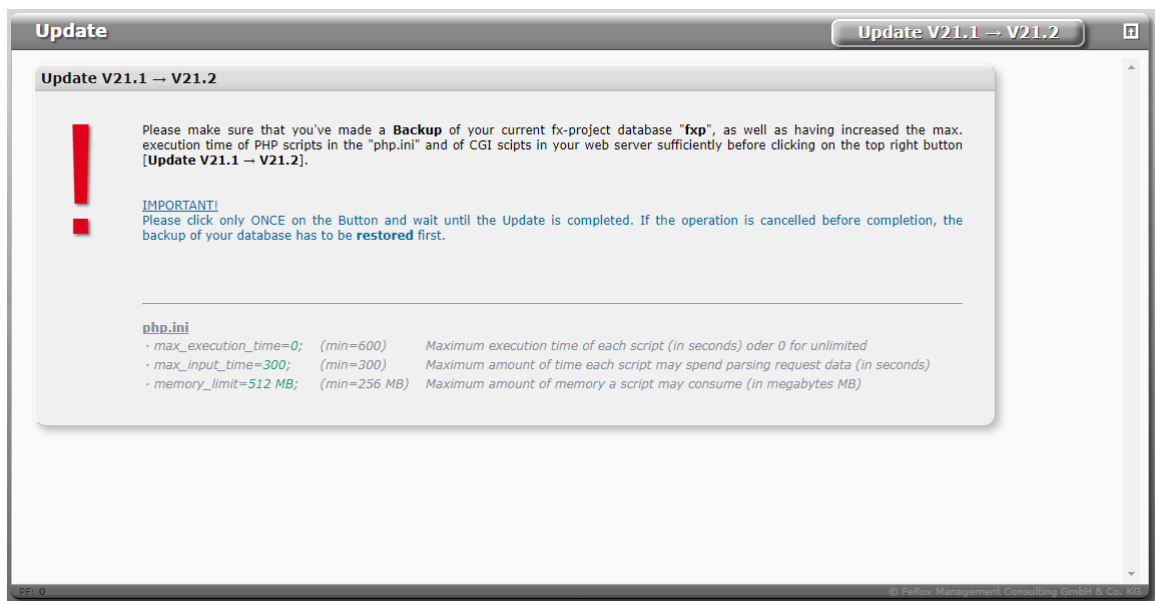 Update
Update V21.1 → V21.2
Update V21.1 → V21.2
Please make sure that you've made a Backup of your current fx-project database "fxp", as well as having increased the max.
execution time of PHP scripts in the "php.ini" and of CGI scipts in your web server sufficiently before clicking on the top right button
[Update V21.1 → V21.2].
IMPORTANT!
Please click only ONCE on the Button and wait until the Update is completed. If the operation is cancelled before completion, the
backup of your database has to be restored first.
php.ini
· max_execution_time=0; (min=600) Maximum execution time of each script (in seconds) oder 0 for unlimited
· max_input_time=300; (min=300) Maximum amount of time each script may spend parsing request data (in seconds)
· memory_limit=512 MB; (min=256 MB) Maximum amount of memory a script may consume (in megabytes MB)
PF: 0
© FeRox Management Consulting GmbH & Co. KG